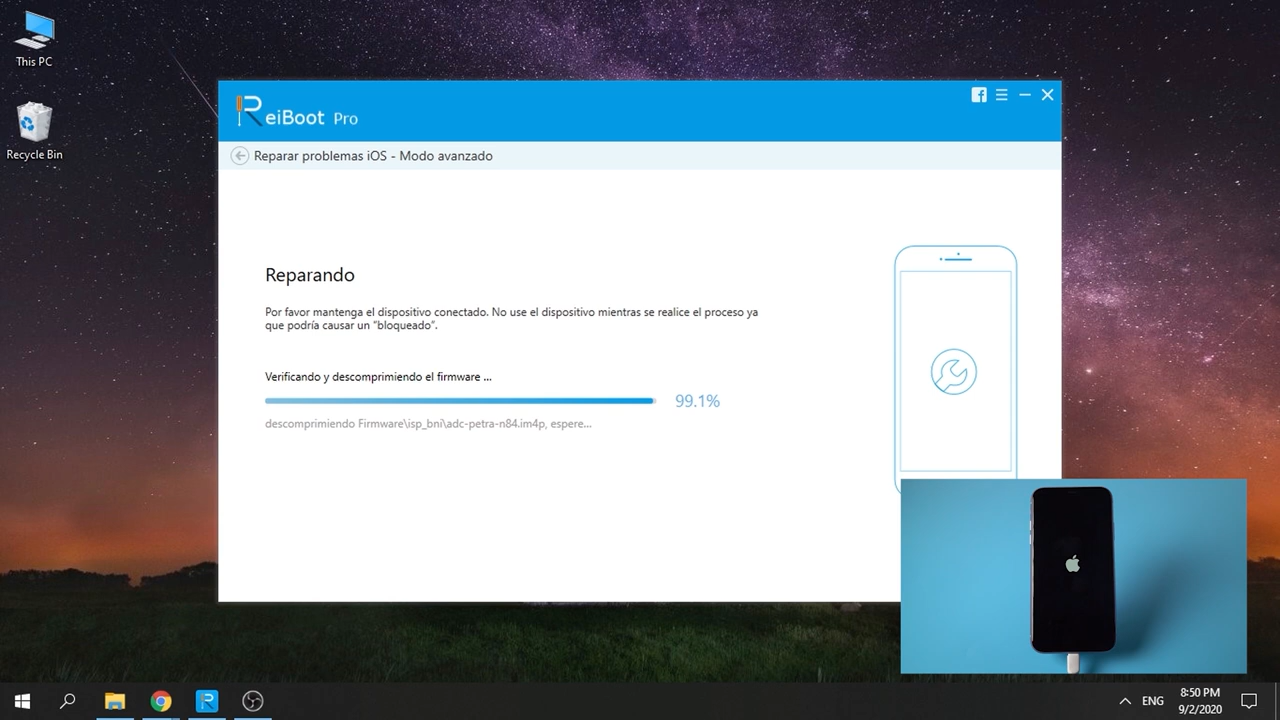 This PC
Recycle Bin
ReiBoot Pro
Reparar problemas iOS - Modo avanzado
Reparando
Por favor mantenga el dispositivo conectado. No use el dispositivo mientras se realice el proceso ya
que podría causar un “bloqueado”.
Verificando y descomprimiendo el firmware ...
99.1%
descomprimiendo Firmware\isp_bni\adc-petra-n84.im4p, espere...
ENG
8:50 PM
9/2/2020